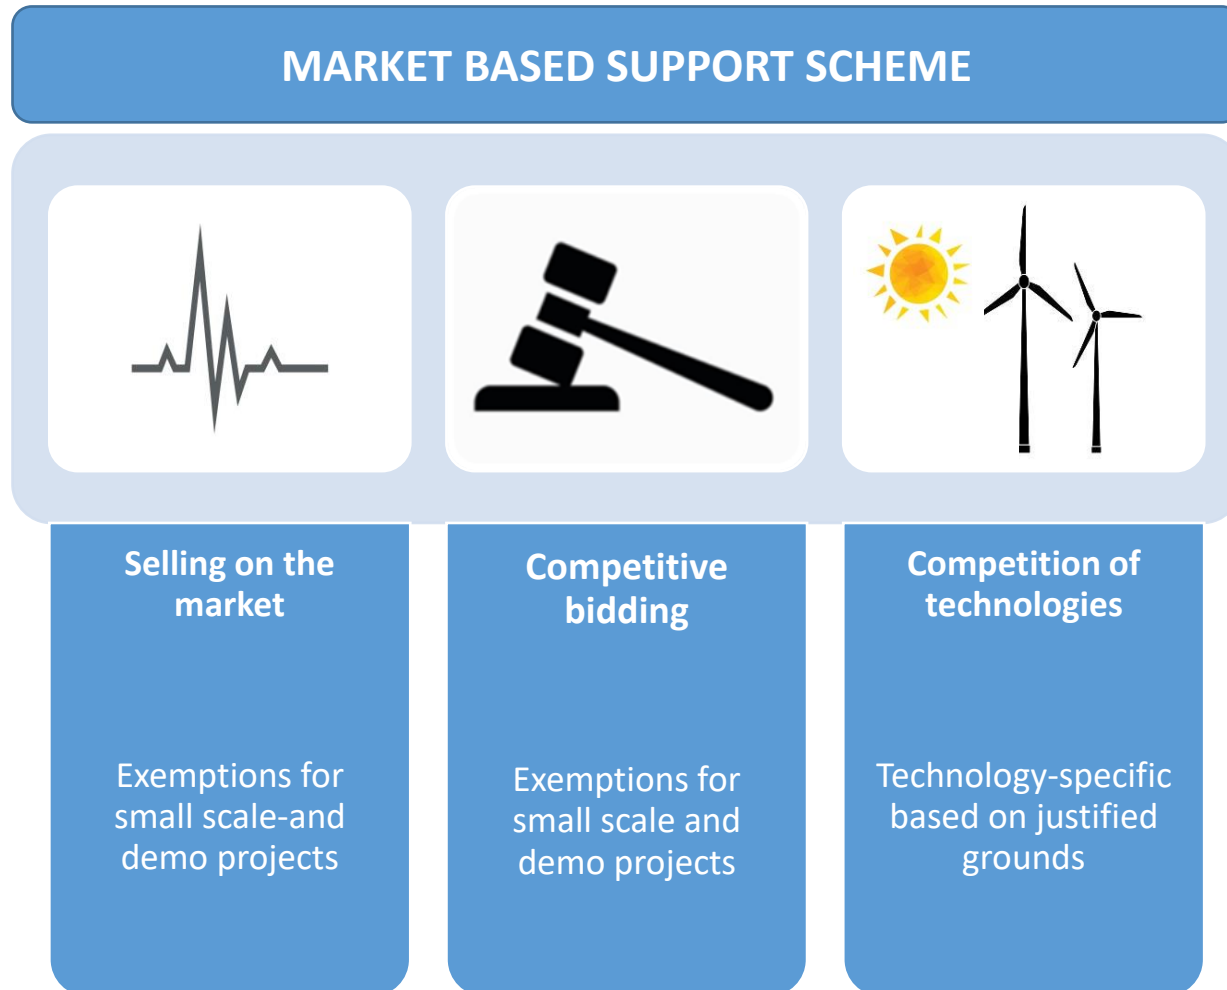 MARKET BASED SUPPORT SCHEME
Selling on the
market
Exemptions for
small scale-and
demo projects
Competitive
bidding
Exemptions for
small scale and
demo projects
Competition of
technologies
Technology-specific
based on justified
grounds